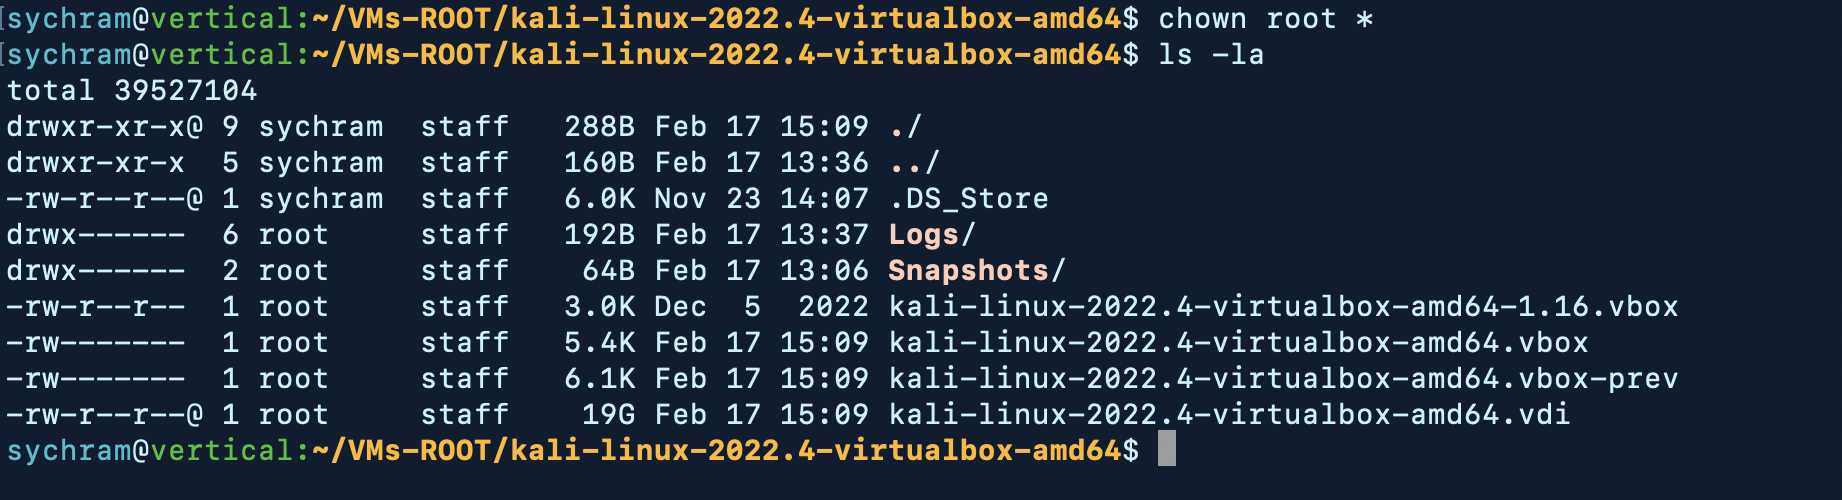 sychram@vertical:~/VMs-ROOT/kali-linux-2022.4-virtualbox-amd64$ chown root *
sychram@vertical:~/VMs-ROOT/kali-linux-2022.4-virtualbox-amd64$ ls -la
total 39527104
drwxr-xr-x@ 9 sychram  staff   288B Feb 17 15:09 ./
drwxr-xr-x  5 sychram  staff   160B Feb 17 13:36 ../
-rw-r--r--@ 1 sychram  staff   6.0K Nov 23 14:07 .DS_Store
drwx------  6 root     staff   192B Feb 17 13:37 Logs/
drwx------  2 root     staff    64B Feb 17 13:06 Snapshots/
-rw-r--r--  1 root     staff   3.0K Dec  5  2022 kali-linux-2022.4-virtualbox-amd64-1.16.vbox
-rw-------  1 root     staff   5.4K Feb 17 15:09 kali-linux-2022.4-virtualbox-amd64.vbox
-rw-------  1 root     staff   6.1K Feb 17 15:09 kali-linux-2022.4-virtualbox-amd64.vbox-prev
-rw-r--r--@ 1 root     staff    19G Feb 17 15:09 kali-linux-2022.4-virtualbox-amd64.vdi
sychram@vertical:~/VMs-ROOT/kali-linux-2022.4-virtualbox-amd64$